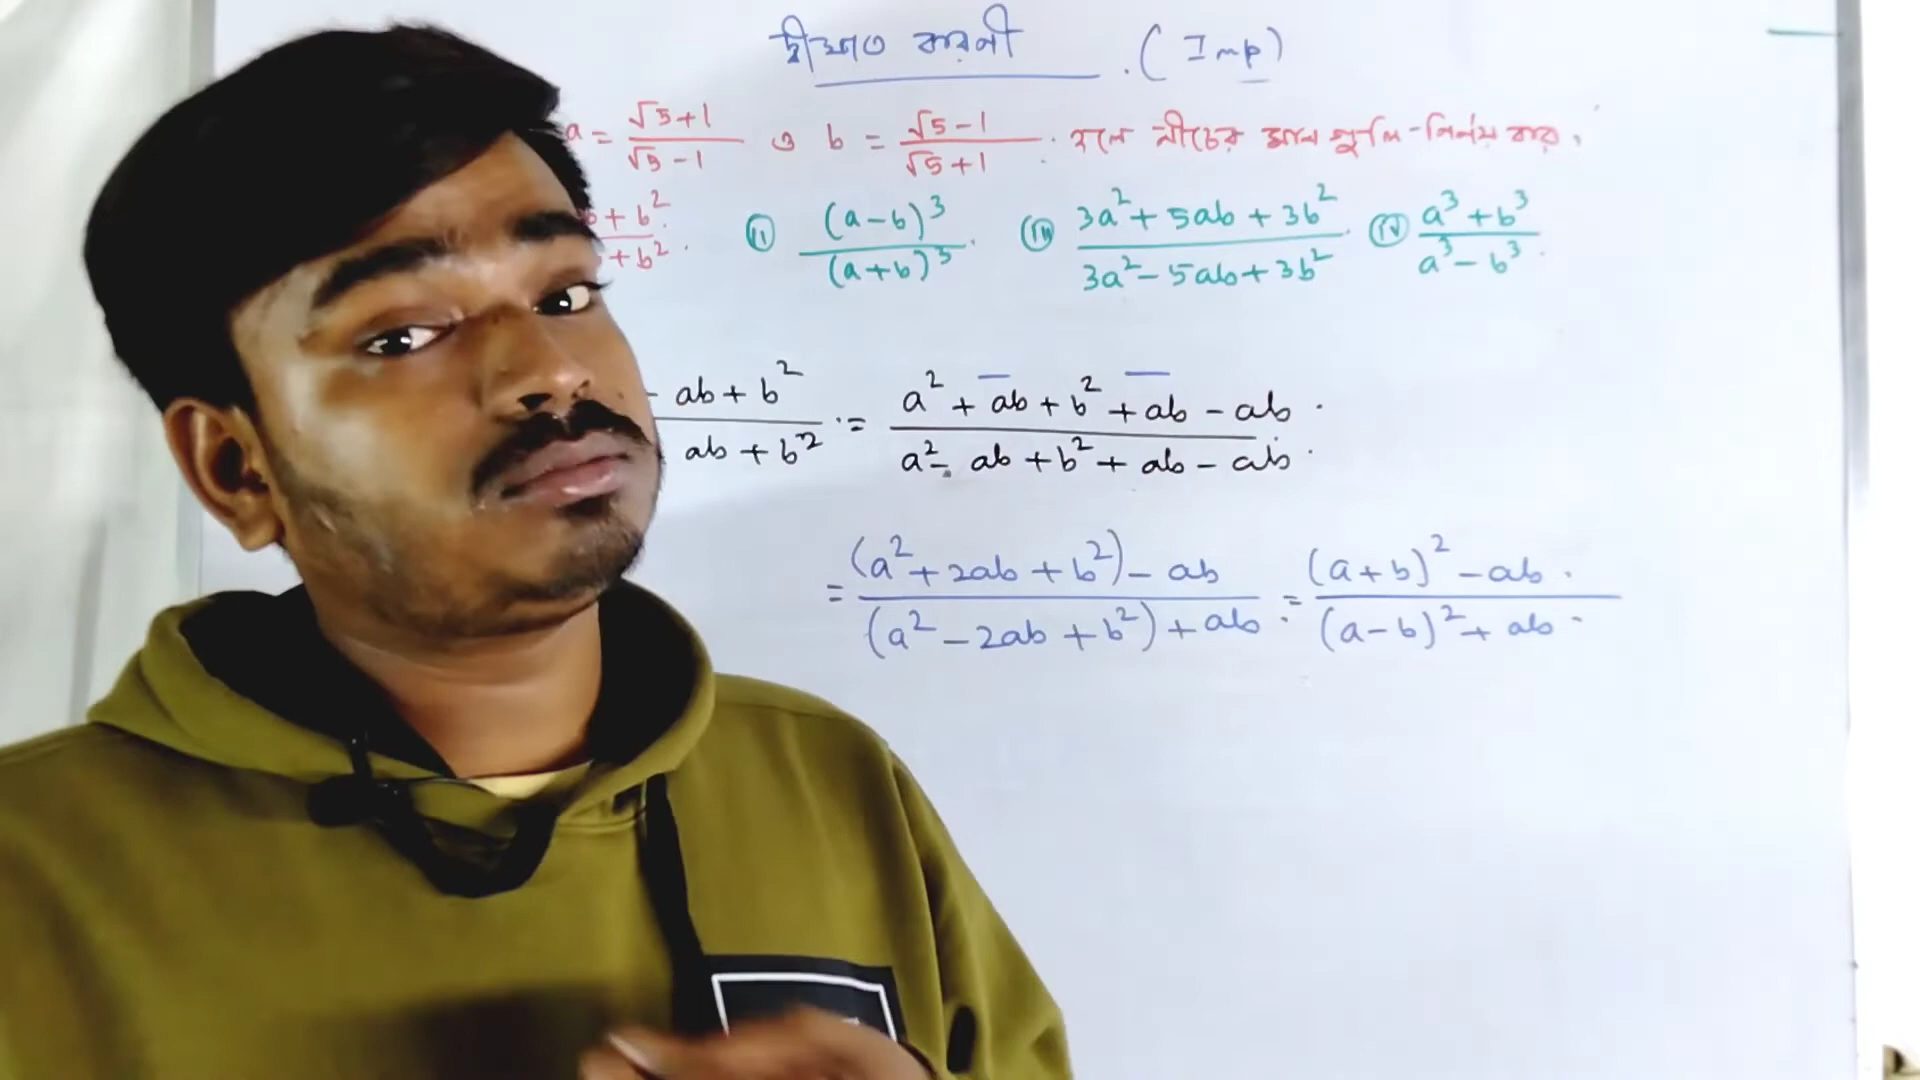 দ্বিঘাত করণী . (Imp)
a = (√5+1)/(√5-1) ও b = (√5-1)/(√5+1) . হলে নীচের মান গুলি নির্ণয় কর,
b + b² / + b² . (ii) (a-b)³/(a+b)³ . (iii) (3a² + 5ab + 3b²)/(3a² - 5ab + 3b²) . (iv) (a³ + b³)/(a³ - b³) .
(- ab + b²)/(ab + b²) . = (a² + ab + b² + ab - ab)/(a² - ab + b² + ab - ab) .
= ((a² + 2ab + b²) - ab)/((a² - 2ab + b²) + ab) . = ((a+b)² - ab)/((a-b)² + ab) .